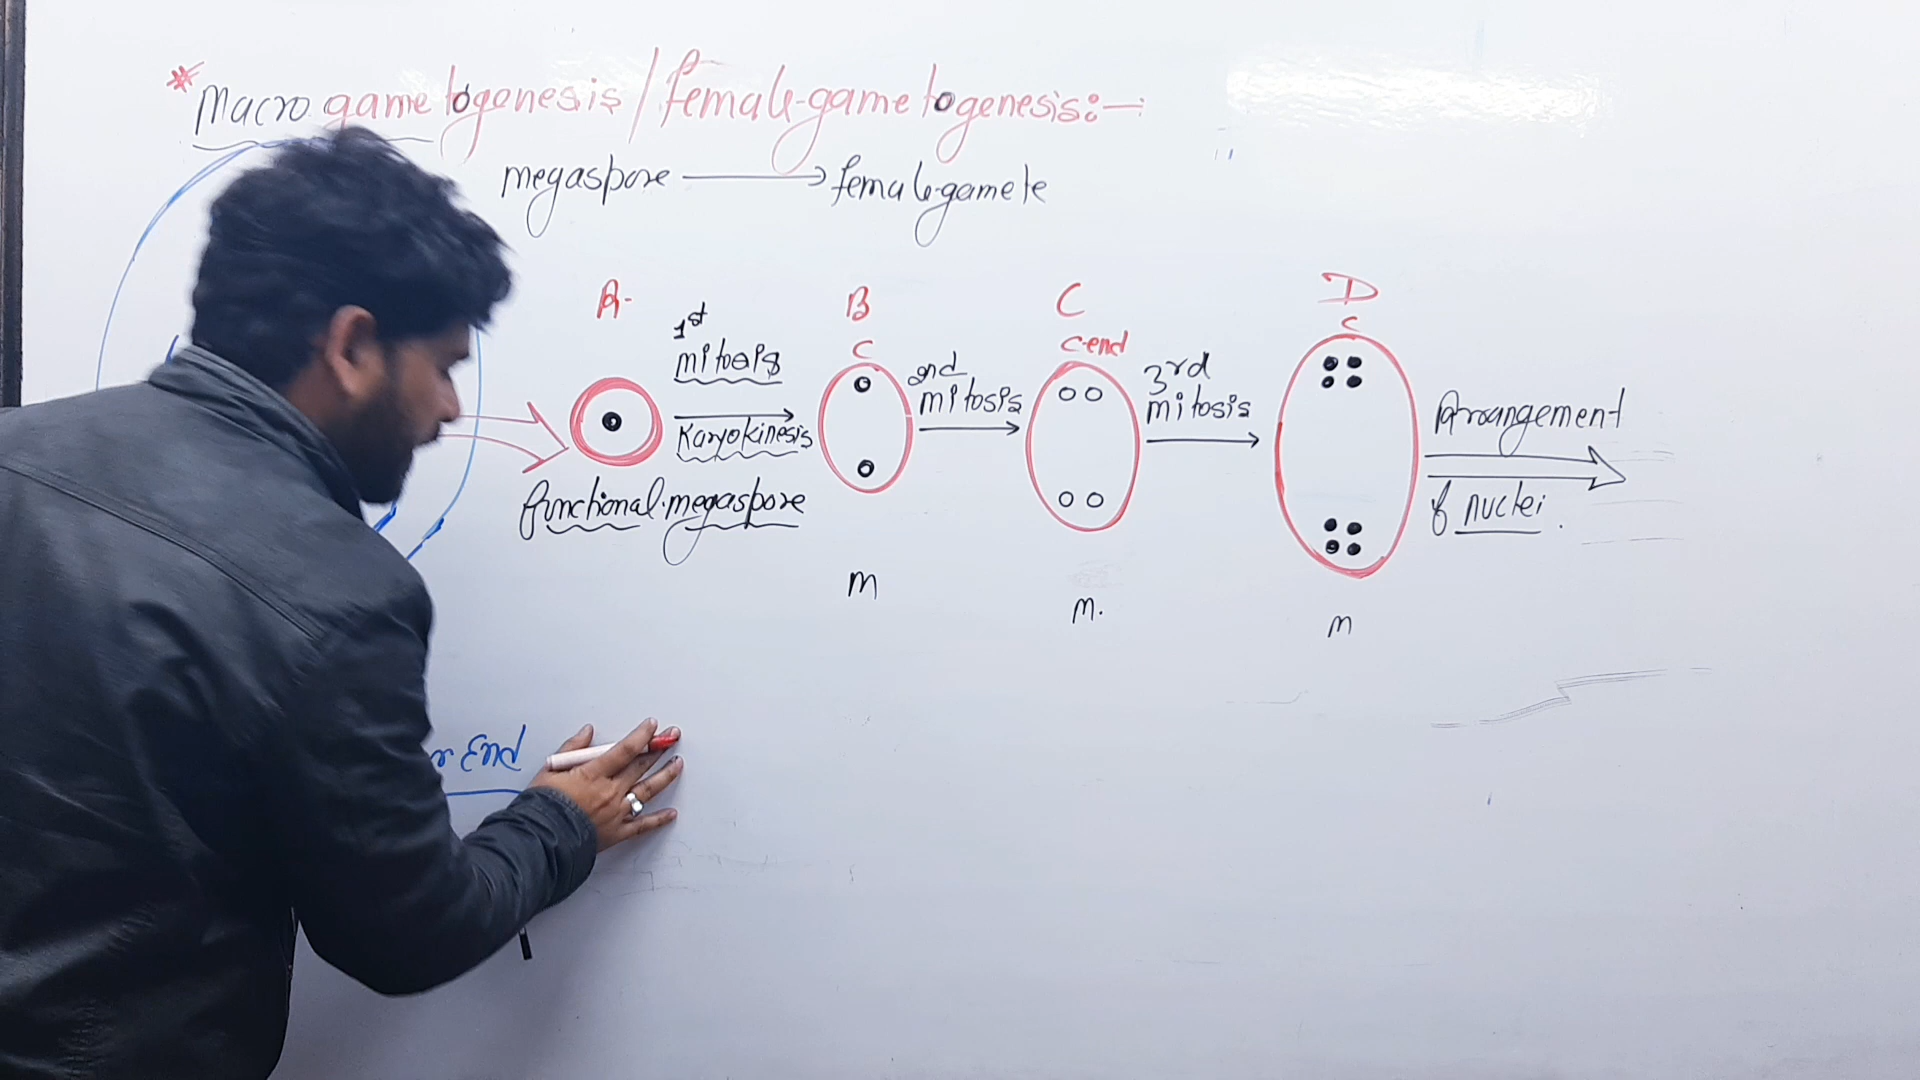 * Macro gametogenesis / female-gametogenesis:-
megaspore → female-gamete
A-
1st
mitosis
Karyokinesis
functional megaspore
B
C
M
2nd
mitosis
C
C-end
M.
3rd
mitosis
D
C
M
Arrangement
of nuclei.
End